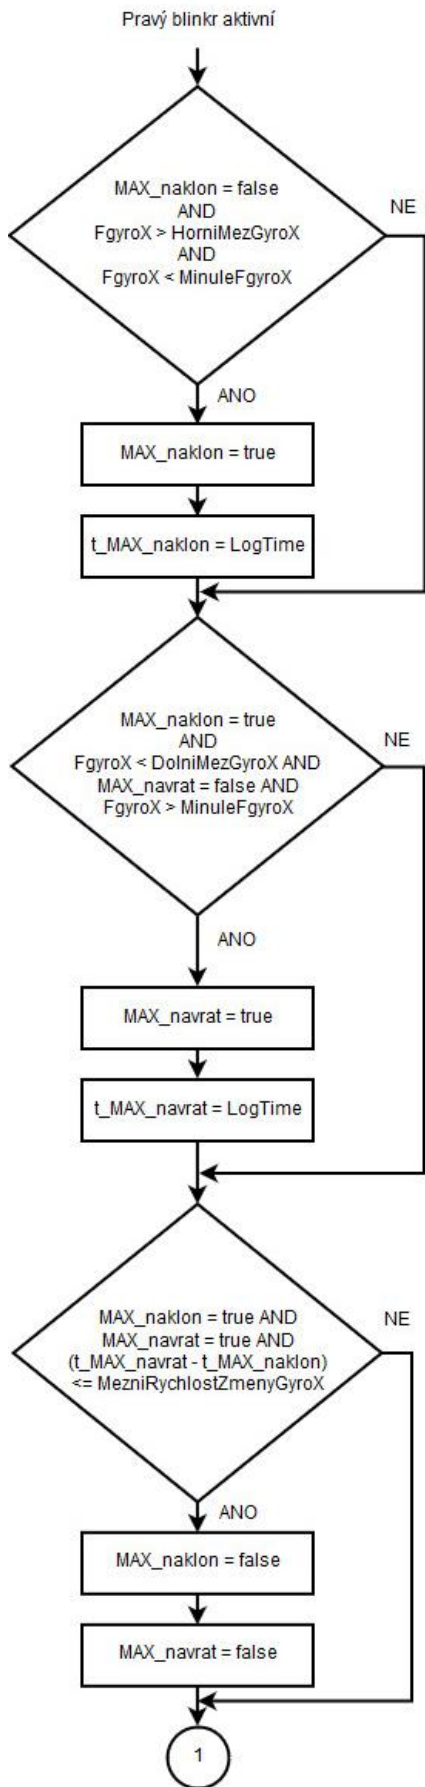 Pravý blinkr aktivní
MAX_naklon = false
AND
FgyroX > HorniMezGyroX
AND
FgyroX < MinuleFgyroX
NE
ANO
MAX_naklon = true
t_MAX_naklon = LogTime
MAX_naklon = true
AND
FgyroX < DolniMezGyroX AND
MAX_navrat = false AND
FgyroX > MinuleFgyroX
NE
ANO
MAX_navrat = true
t_MAX_navrat = LogTime
MAX_naklon = true AND
MAX_navrat = true AND
(t_MAX_navrat - t_MAX_naklon)
<= MezniRychlostZmenyGyroX
NE
ANO
MAX_naklon = false
MAX_navrat = false
1